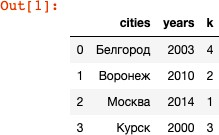 Out[1]:
cities years k
0 Белгород 2003 4
1 Воронеж 2010 2
2 Москва 2014 1
3 Курск 2000 3